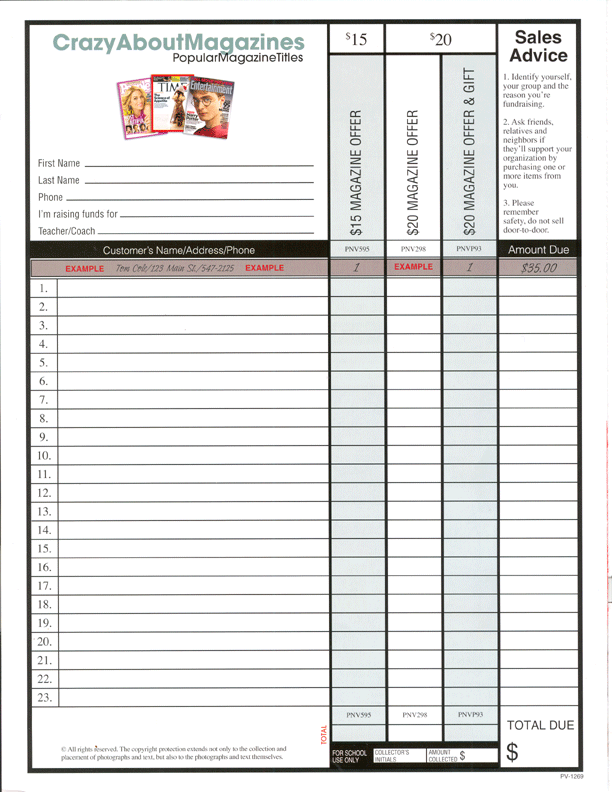 CrazyAboutMagazines
PopularMagazineTitles
TIME
Entertainment
First Name
Last Name
Phone
I'm raising funds for
Teacher/Coach
$15
$20
$15 MAGAZINE OFFER
$20 MAGAZINE OFFER
$20 MAGAZINE OFFER & GIFT
Sales
Advice
1. Identify yourself,
your group and the
reason you're
fundraising.
2. Ask friends,
relatives and
neighbors if
they'll support your
organization by
purchasing one or
more items from
you.
3. Please
remember
safety, do not sell
door-to-door.
Customer's Name/Address/Phone PNV595 PNV298 PNVP93 Amount Due
EXAMPLE Tom Cole/123 Main St./547-2125 EXAMPLE 1 EXAMPLE 1 $35.00
1.
2.
3.
4.
5.
6.
7.
8.
9.
10.
11.
12.
13.
14.
15.
16.
17.
18.
19.
20.
21.
22.
23.
PNV595 PNV298 PNVP93
TOTAL
TOTAL DUE
$
© All rights reserved. The copyright protection extends not only to the collection and
placement of photographs and text, but also to the photographs and text themselves.
FOR SCHOOL
USE ONLY
COLLECTOR'S
INITIALS
AMOUNT
COLLECTED $
PV-1269